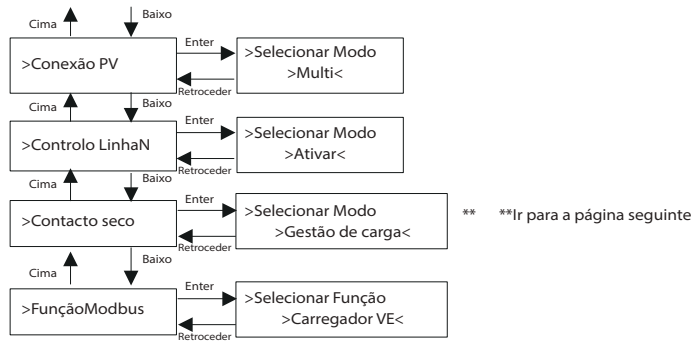 Cima Baixo
>Conexão PV Enter >Selecionar Modo
>Multi<
Retroceder
Cima Baixo
>Controlo LinhaN Enter >Selecionar Modo
>Ativar<
Retroceder
Cima Baixo
>Contacto seco Enter >Selecionar Modo ** **Ir para a página seguinte
>Gestão de carga<
Retroceder
Cima Baixo
>FunçãoModbus Enter >Selecionar Função
>Carregador VE<
Retroceder